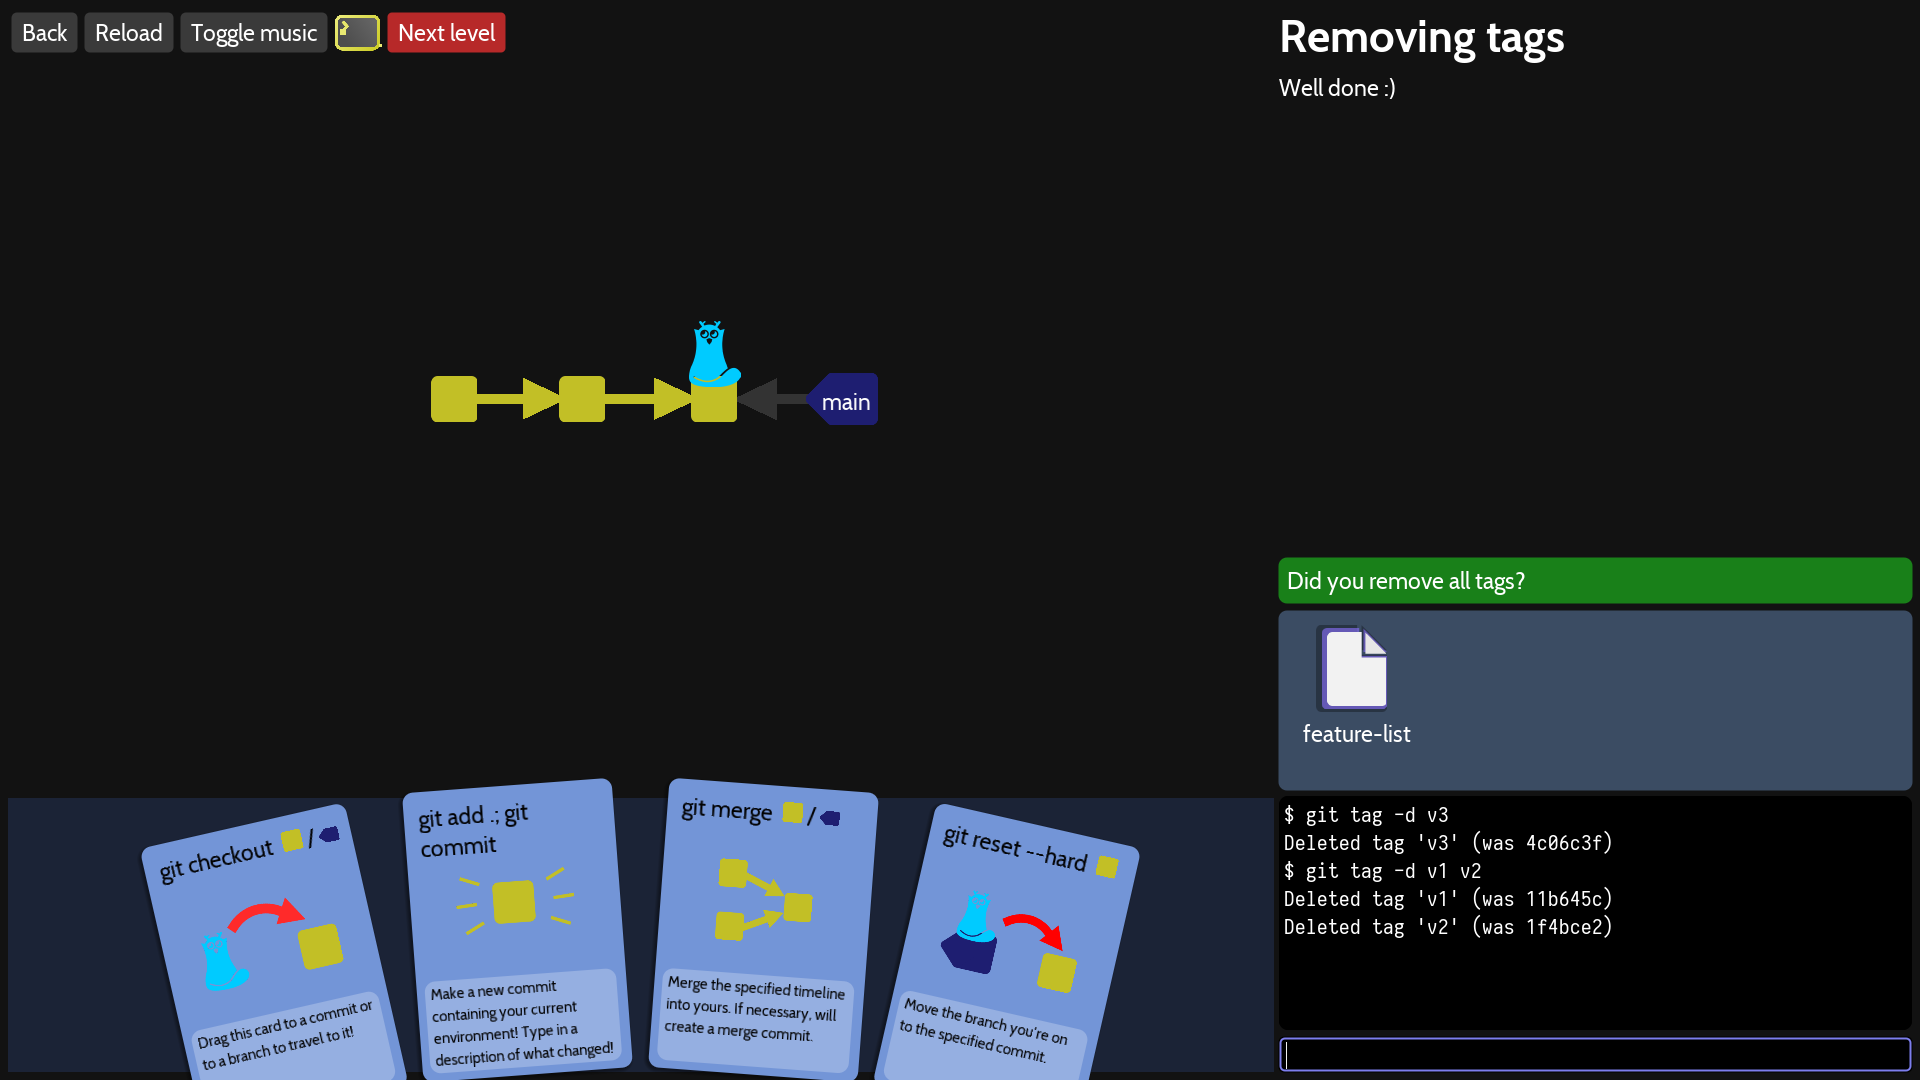 Back
Reload
Toggle music
Next level
Removing tags
Well done :)
main
Did you remove all tags?
feature-list
$ git tag -d v3
Deleted tag 'v3' (was 4c06c3f)
$ git tag -d v1 v2
Deleted tag 'v1' (was 11b645c)
Deleted tag 'v2' (was 1f4bce2)
git checkout /
Drag this card to a commit or
to a branch to travel to it!
git add .; git
commit
Make a new commit
containing your current
environment! Type in a
description of what changed!
git merge /
Merge the specified timeline
into yours. If necessary, will
create a merge commit.
git reset --hard
Move the branch you're on
to the specified commit.